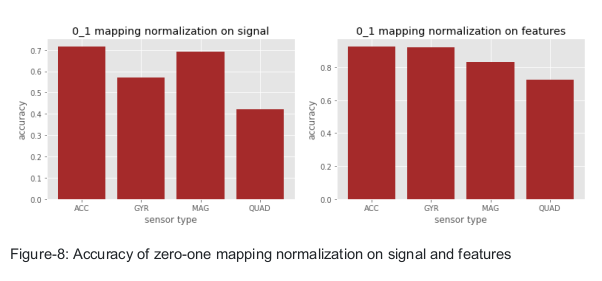 0_1 mapping normalization on signal
0.7
0.6
0.5
0.4
0.3
0.2
0.1
0.0
accuracy
ACC GYR MAG QUAD
sensor type
0_1 mapping normalization on features
0.8
0.6
0.4
0.2
0.0
accuracy
ACC GYR MAG QUAD
sensor type
Figure-8: Accuracy of zero-one mapping normalization on signal and features